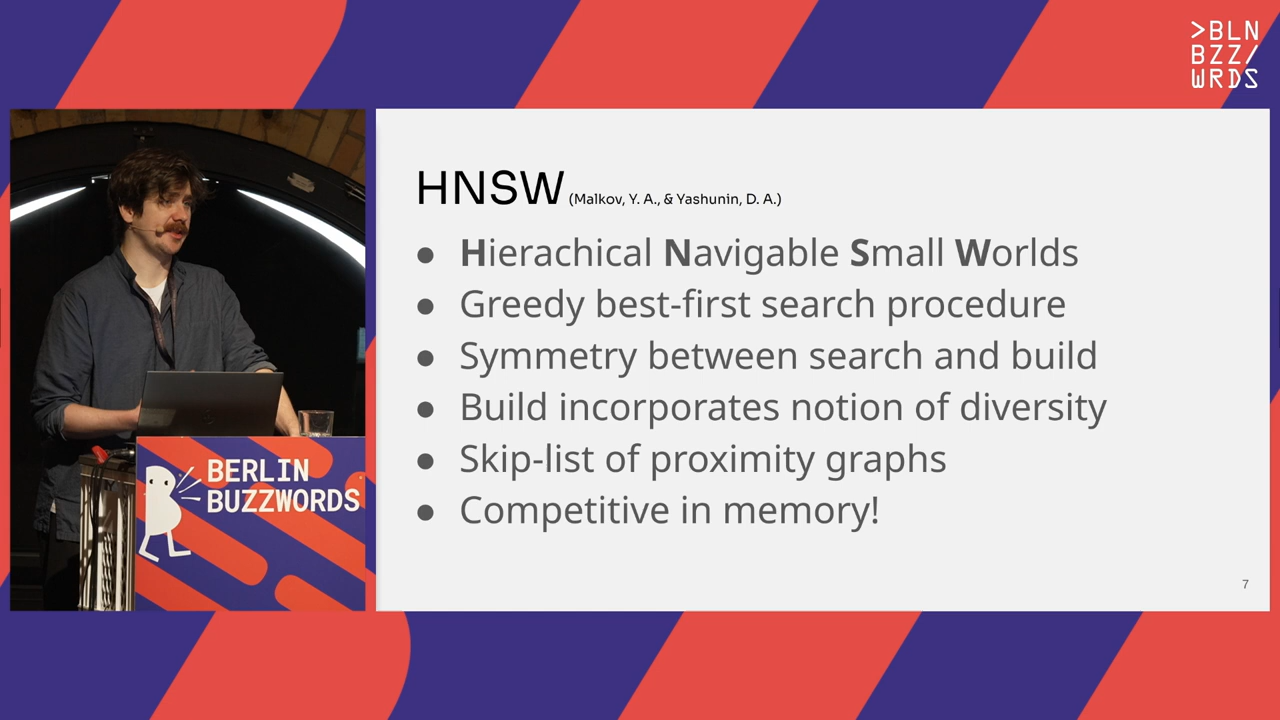 >BLN
BZZ/
WRDS
HNSW (Malkov, Y. A., & Yashunin, D. A.)
● Hierachical Navigable Small Worlds
● Greedy best-first search procedure
● Symmetry between search and build
● Build incorporates notion of diversity
● Skip-list of proximity graphs
● Competitive in memory!
7
BERLIN
BUZZWORDS